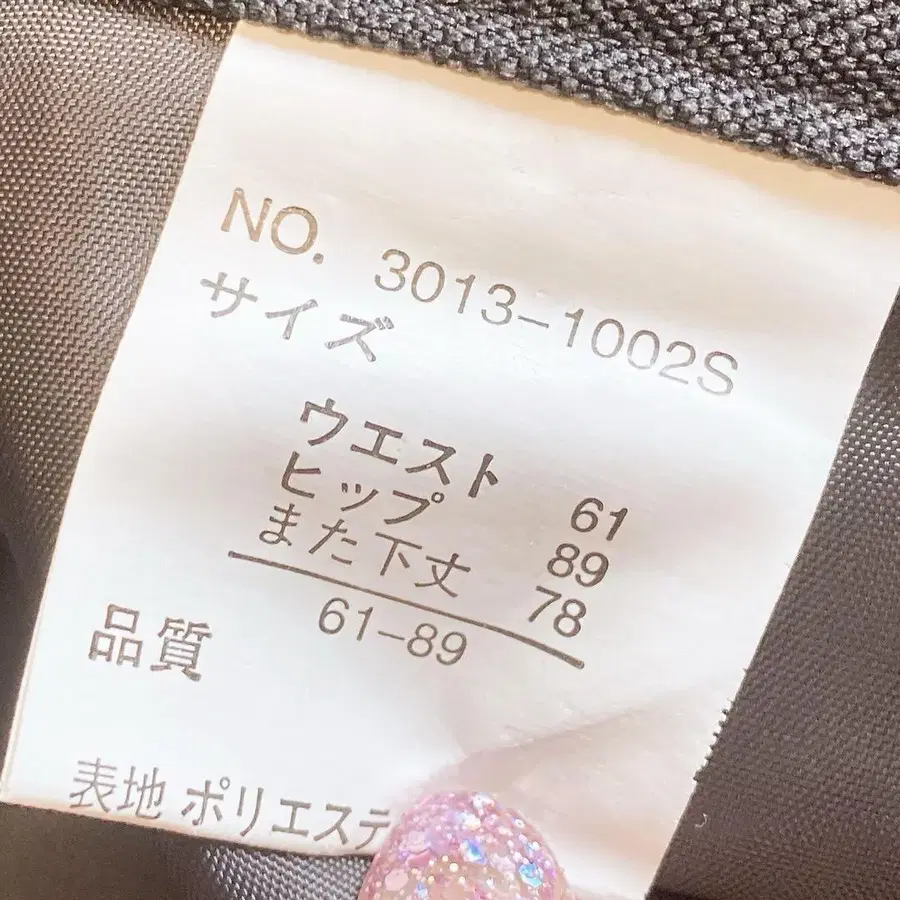 NO. 3013-1002S
サイズ
ウエスト 61
ヒップ 89
また下丈 78
61-89
品質
表地 ポリエステ